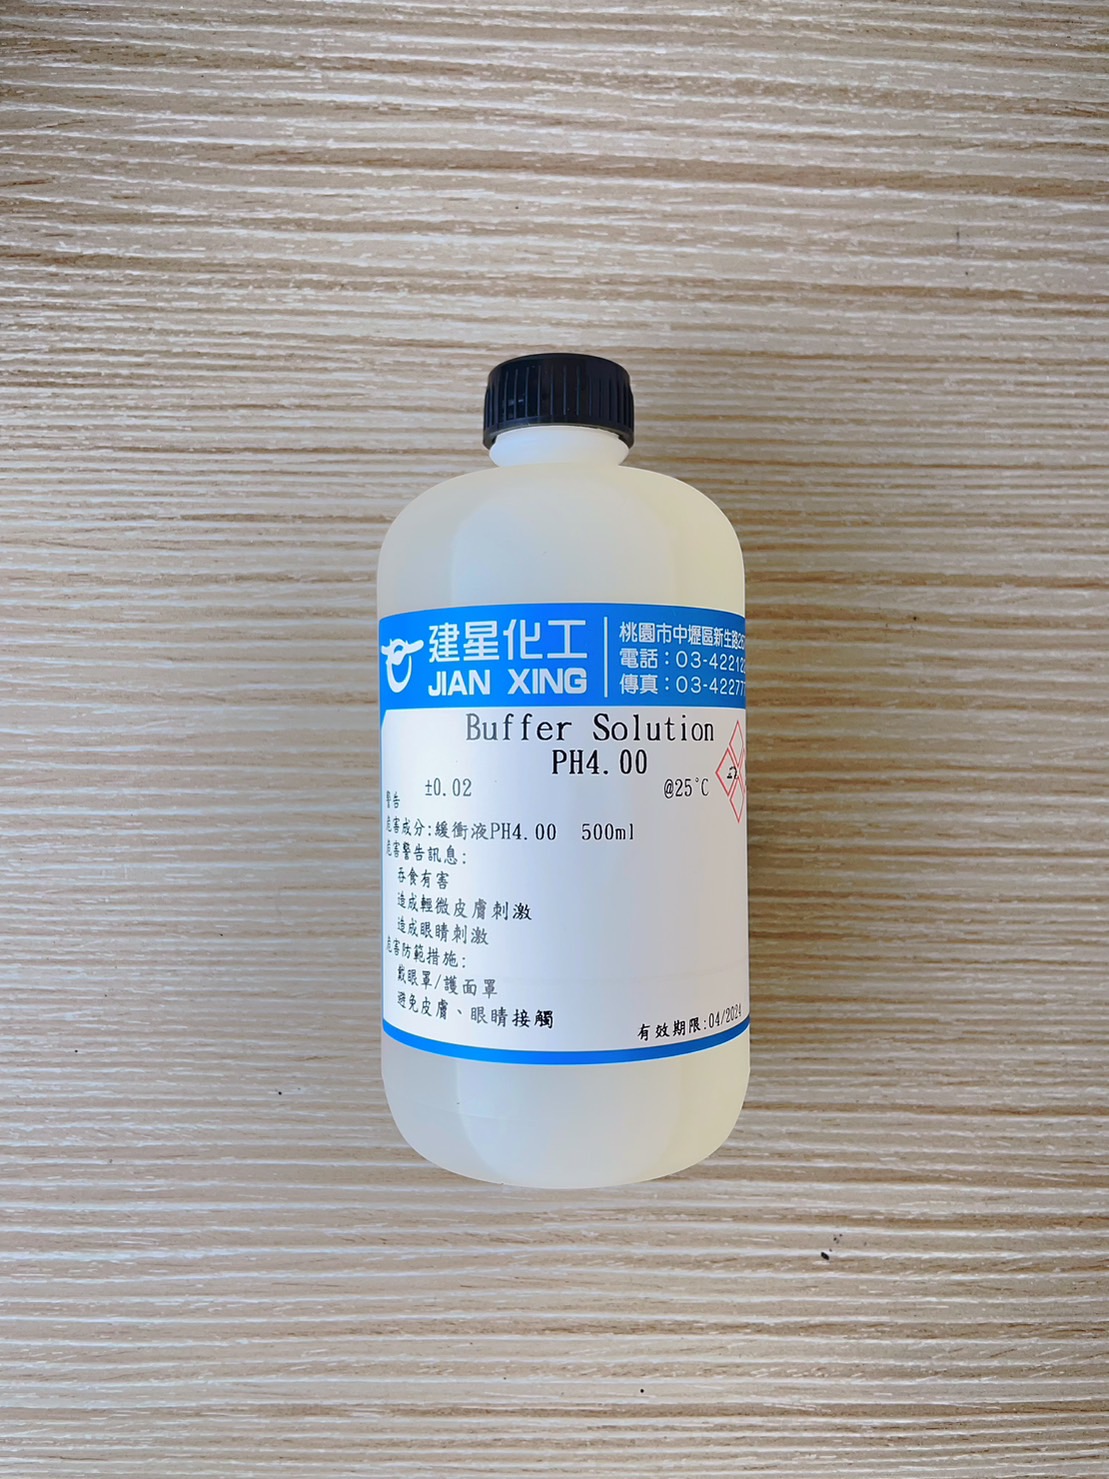 建星化工
JIAN XING
桃園市中壢區新生路
電話：03-42212
傳真：03-4227
Buffer Solution
PH4.00
±0.02 @25°C
警告
危害成分:緩衝液PH4.00 500ml
危害警告訊息:
吞食有害
造成輕微皮膚刺激
造成眼睛刺激
危害防範措施:
戴眼罩/護面罩
避免皮膚、眼睛接觸
有效期限:04/2024